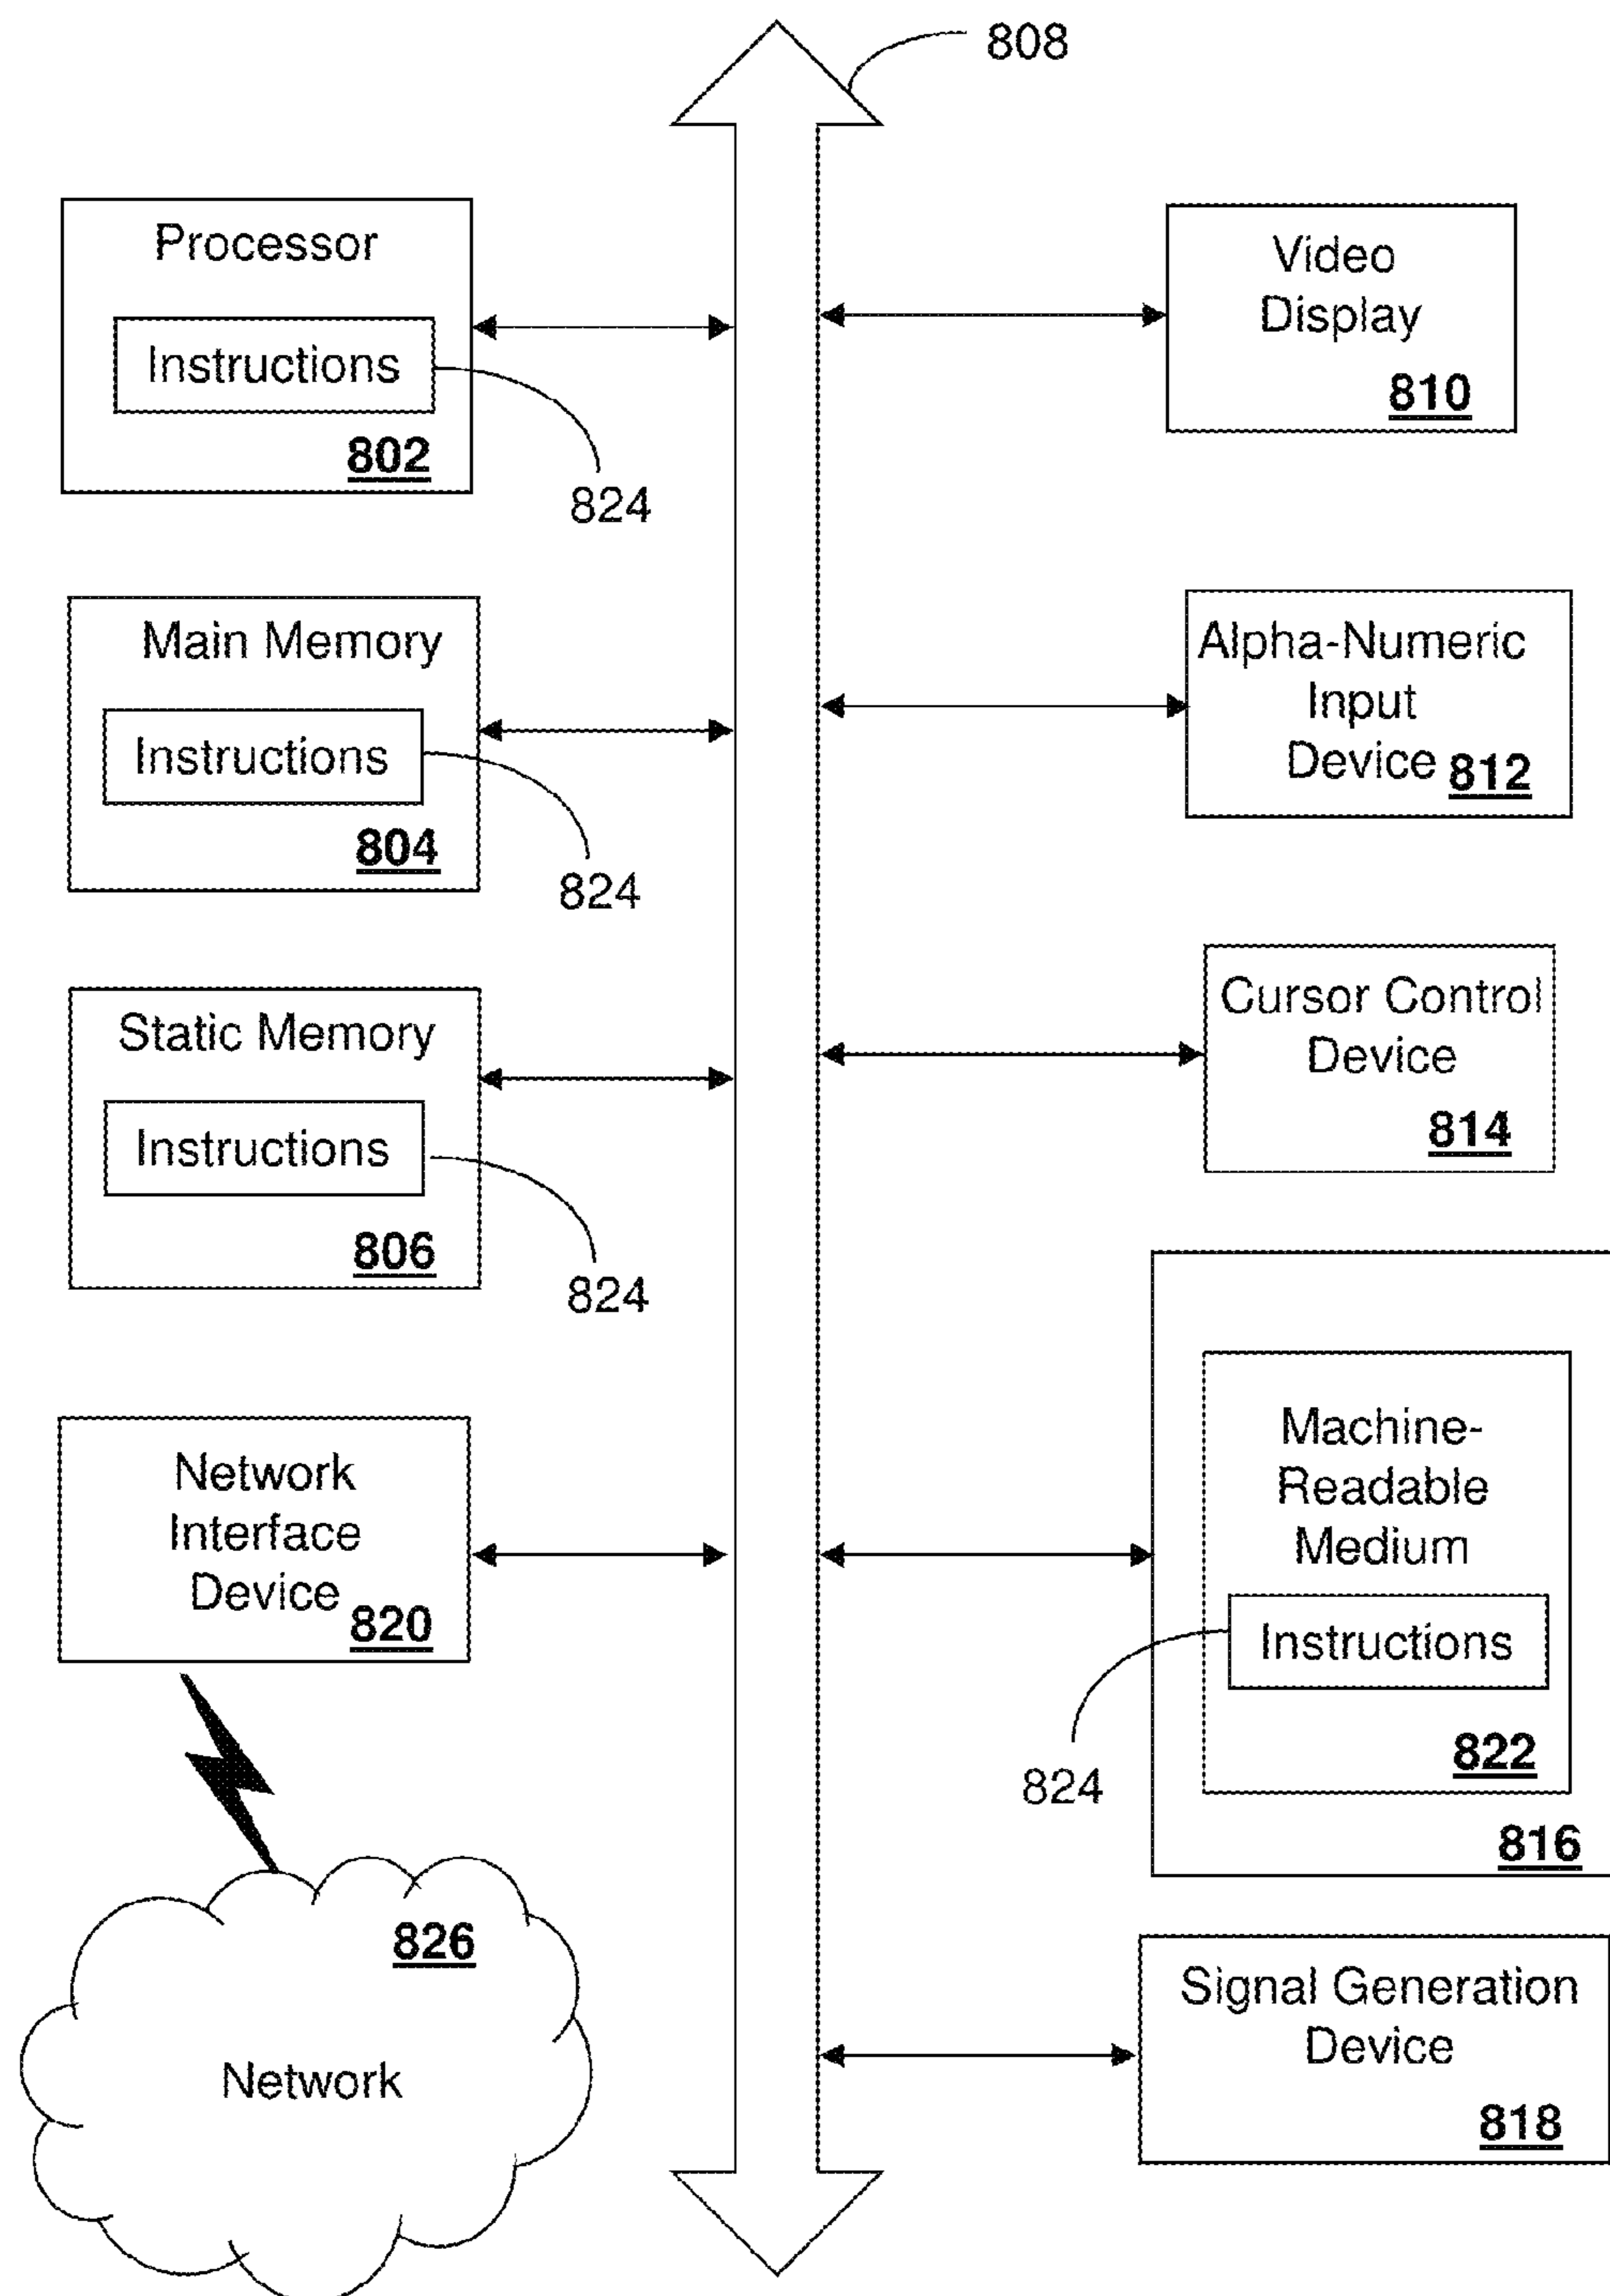 808
Processor
Instructions
802
824
Video
Display
810
Main Memory
Instructions
804
824
Alpha-Numeric
Input
Device 812
Static Memory
Instructions
806
824
Cursor Control
Device
814
Network
Interface
Device
820
Machine-
Readable
Medium
Instructions
822
824
816
826
Network
Signal Generation
Device
818